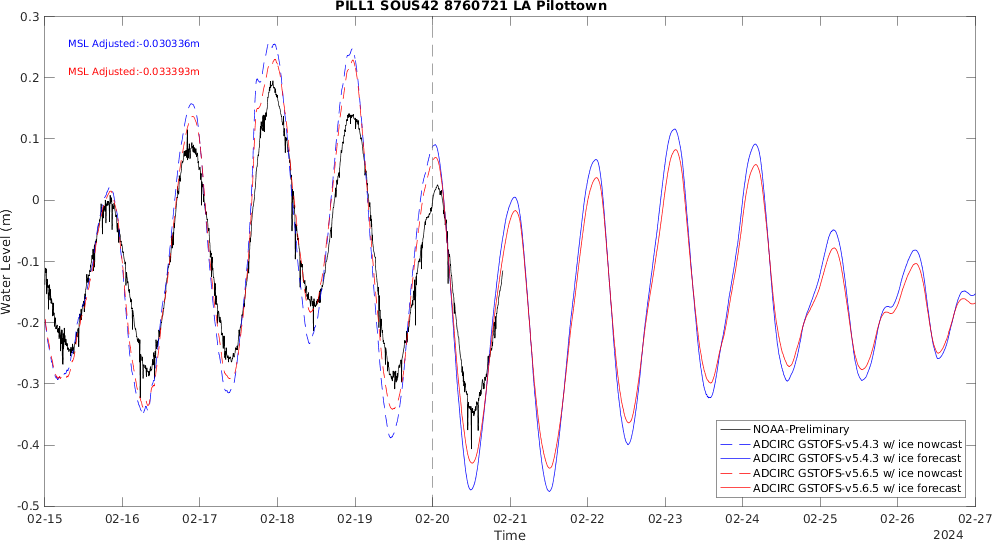 PILL1 SOUS42 8760721 LA Pilottown
MSL Adjusted:-0.030336m
MSL Adjusted:-0.033393m
0.3
0.2
0.1
0
-0.1
-0.2
-0.3
-0.4
-0.5
Water Level (m)
NOAA-Preliminary
ADCIRC GSTOFS-v5.4.3 w/ ice nowcast
ADCIRC GSTOFS-v5.4.3 w/ ice forecast
ADCIRC GSTOFS-v5.6.5 w/ ice nowcast
ADCIRC GSTOFS-v5.6.5 w/ ice forecast
02-15 02-16 02-17 02-18 02-19 02-20 02-21 02-22 02-23 02-24 02-25 02-26 02-27
Time
2024